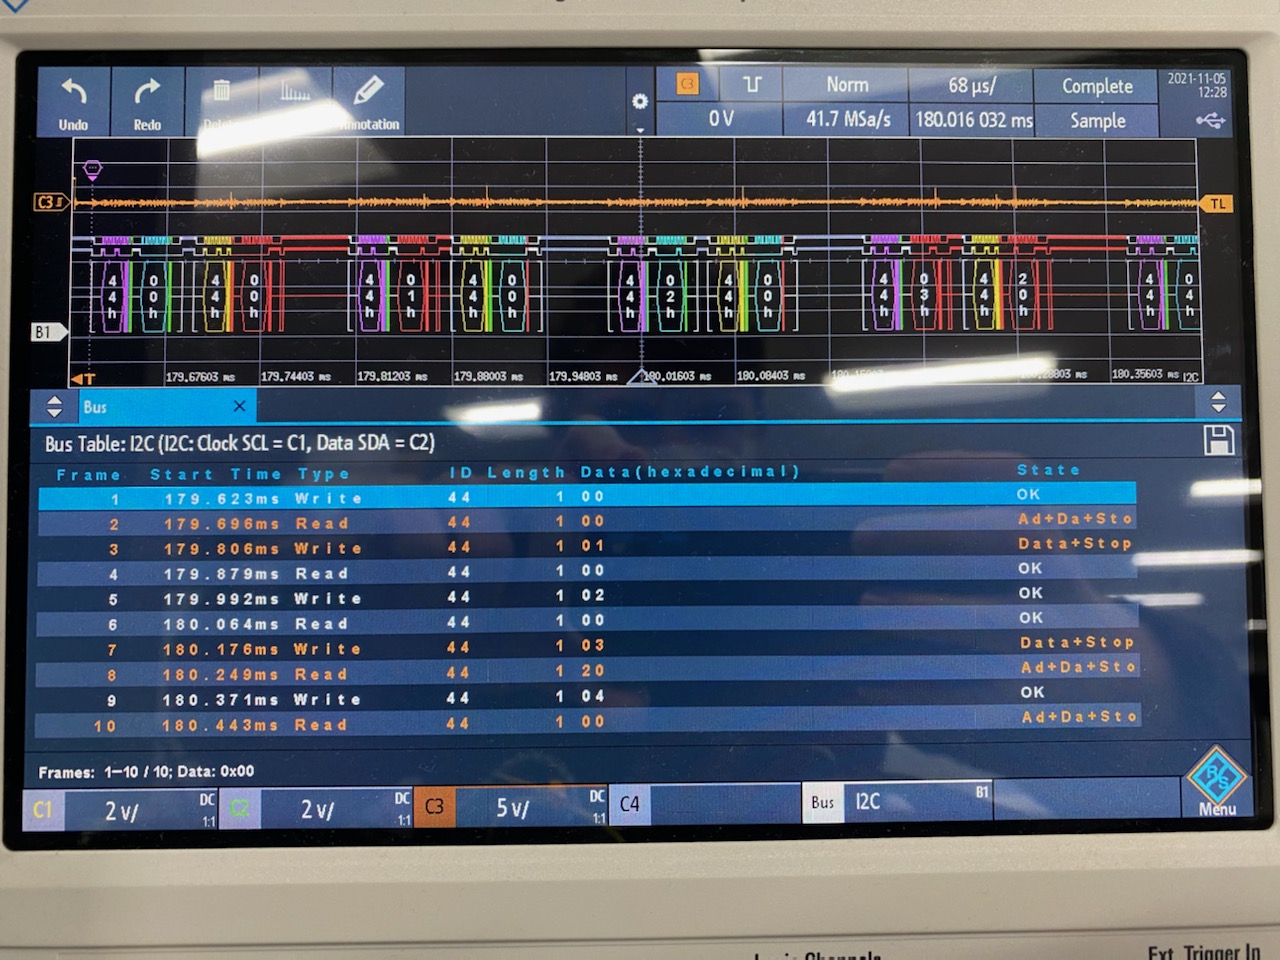 Undo
Redo
Annotation
C3
Norm
68 µs/
Complete
2021-11-05
12:28
0 V
41.7 MSa/s
180.016 032 ms
Sample
C3
TL
44h 00h 44h 00h 44h 01h 44h 00h 44h 02h 44h 00h 44h 03h 44h 20h 44h 04h
B1
T
179.67603 ms 179.74403 ms 179.81203 ms 179.88003 ms 179.94803 ms 180.01603 ms 180.08403 ms 180.35603 ms I2C
Bus
Bus Table: I2C (I2C: Clock SCL = C1, Data SDA = C2)
Frame Start Time Type ID Length Data(hexadecimal) State
1 179.623ms Write 44 1 00 OK
2 179.696ms Read 44 1 00 Ad+Da+Sto
3 179.806ms Write 44 1 01 Data+Stop
4 179.879ms Read 44 1 00 OK
5 179.992ms Write 44 1 02 OK
6 180.064ms Read 44 1 00 OK
7 180.176ms Write 44 1 03 Data+Stop
8 180.249ms Read 44 1 20 Ad+Da+Sto
9 180.371ms Write 44 1 04 OK
10 180.443ms Read 44 1 00 Ad+Da+Sto
Frames: 1-10 / 10; Data: 0x00
C1 2 V/ DC 1:1
C2 2 V/ DC 1:1
C3 5 V/ DC 1:1
C4
Bus I2C B1
R/S
Menu
Logic Channels
Ext. Trigger In